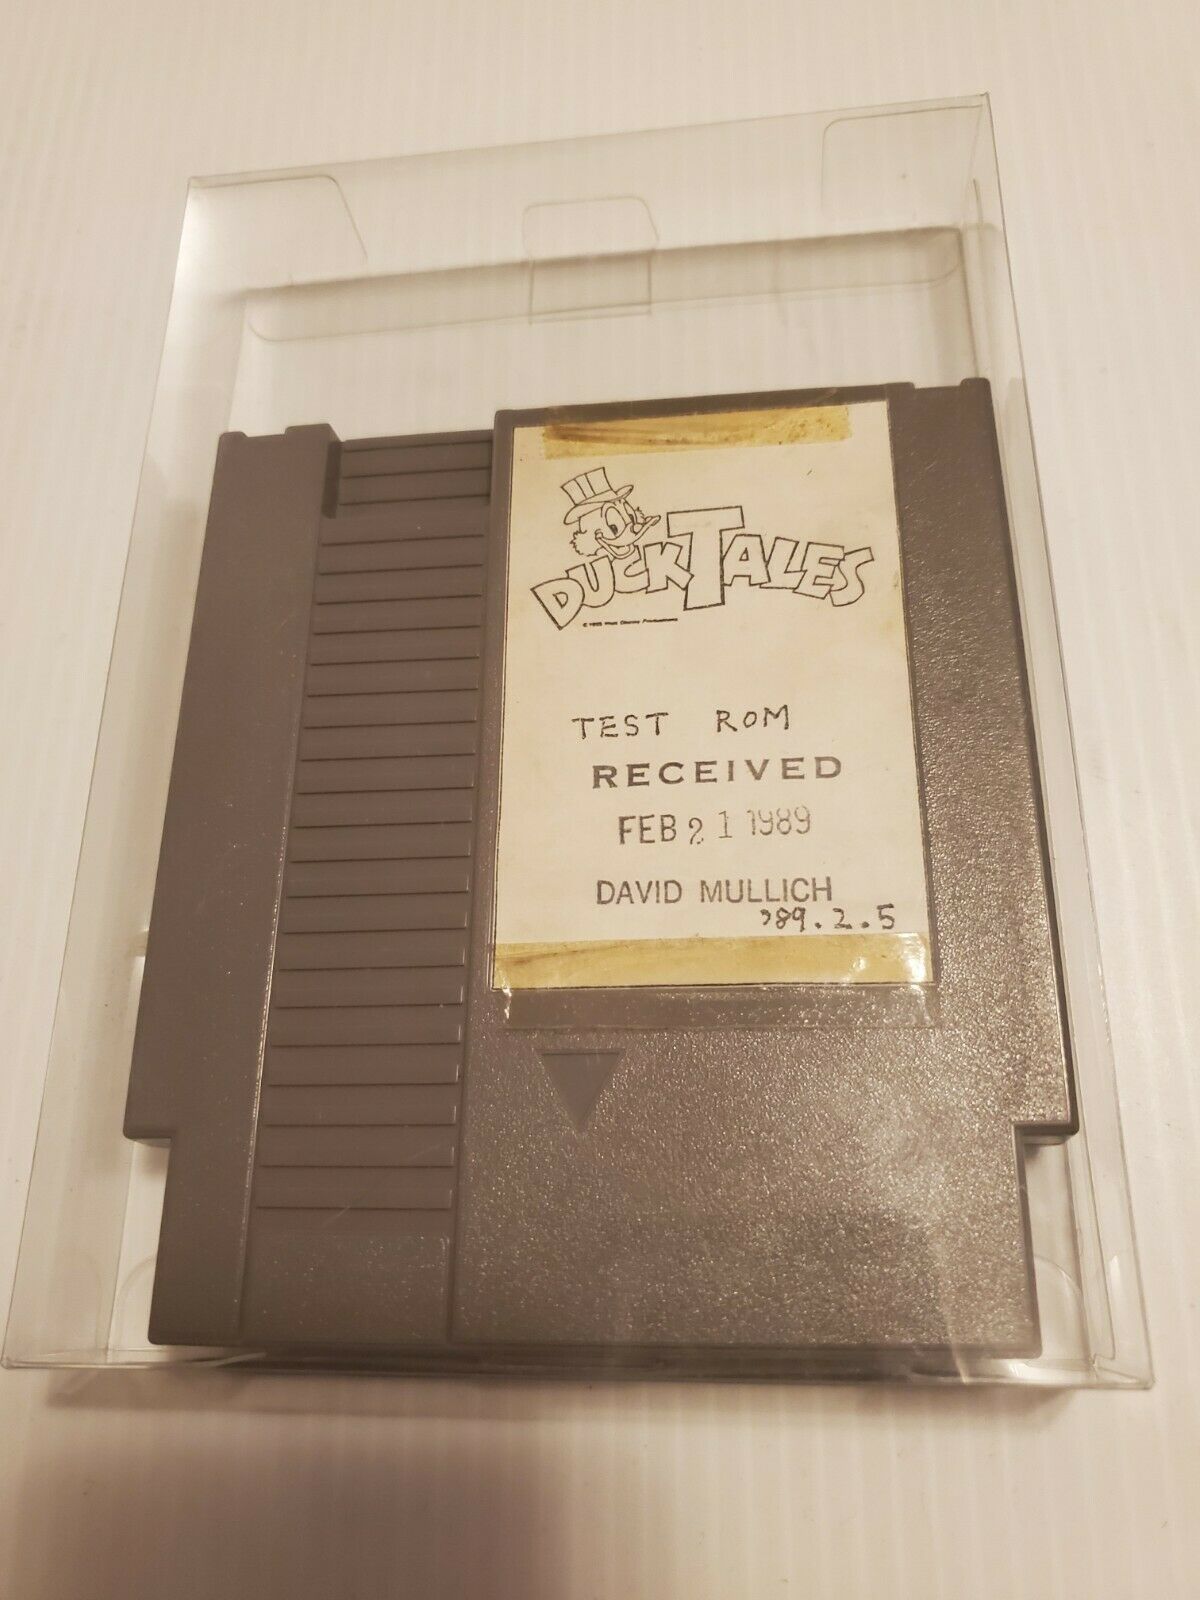 DUCKTALES
TEST ROM
RECEIVED
FEB 21 1989
DAVID MULLICH
'89.2.5